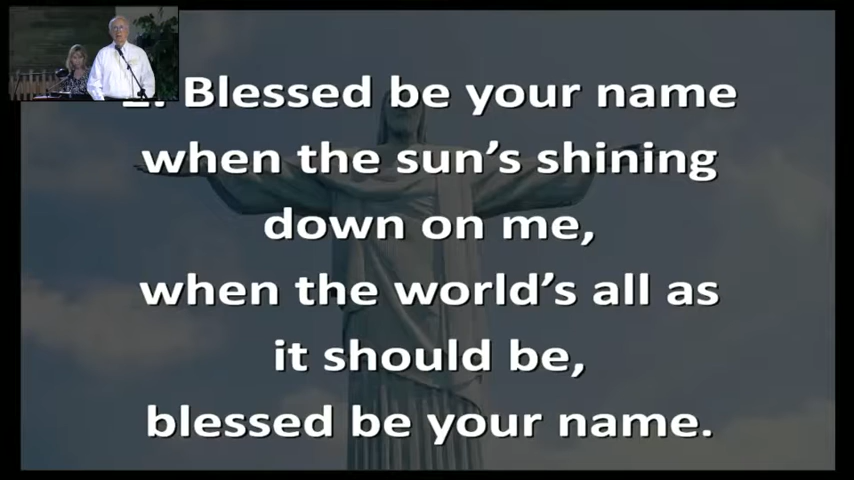 2. Blessed be your name
when the sun’s shining
down on me,
when the world’s all as
it should be,
blessed be your name.